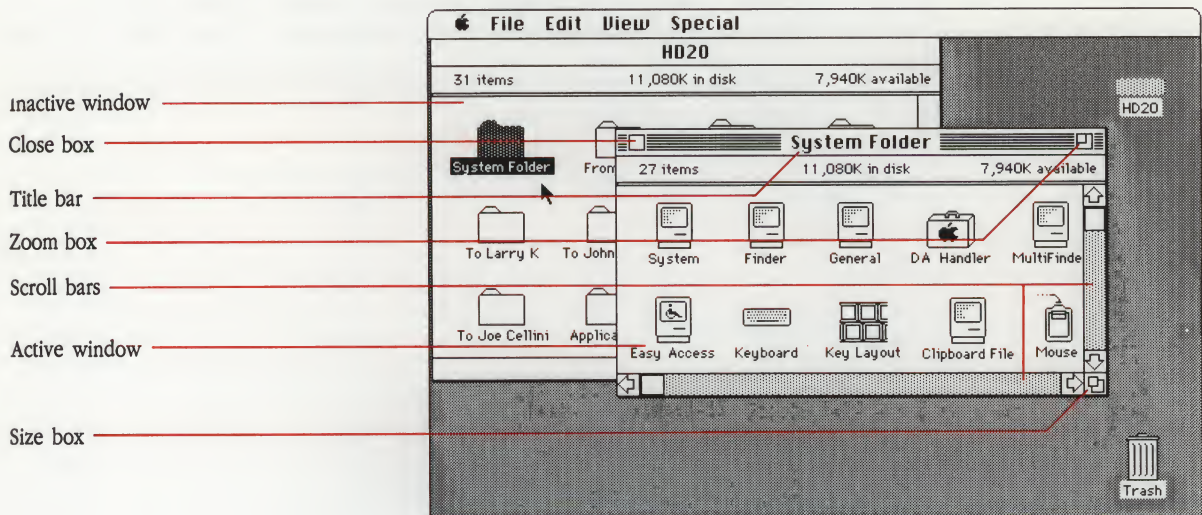 File Edit View Special
HD20
31 items 11,080K in disk 7,940K available
HD20
Inactive window
Close box
Title bar
Zoom box
Scroll bars
Active window
Size box
System Folder
From
To Larry K
To John
To Joe Cellini
Applica
System Folder
27 items 11,080K in disk 7,940K available
System Finder General DA Handler MultiFinde
Easy Access Keyboard Key Layout Clipboard File Mouse
Trash